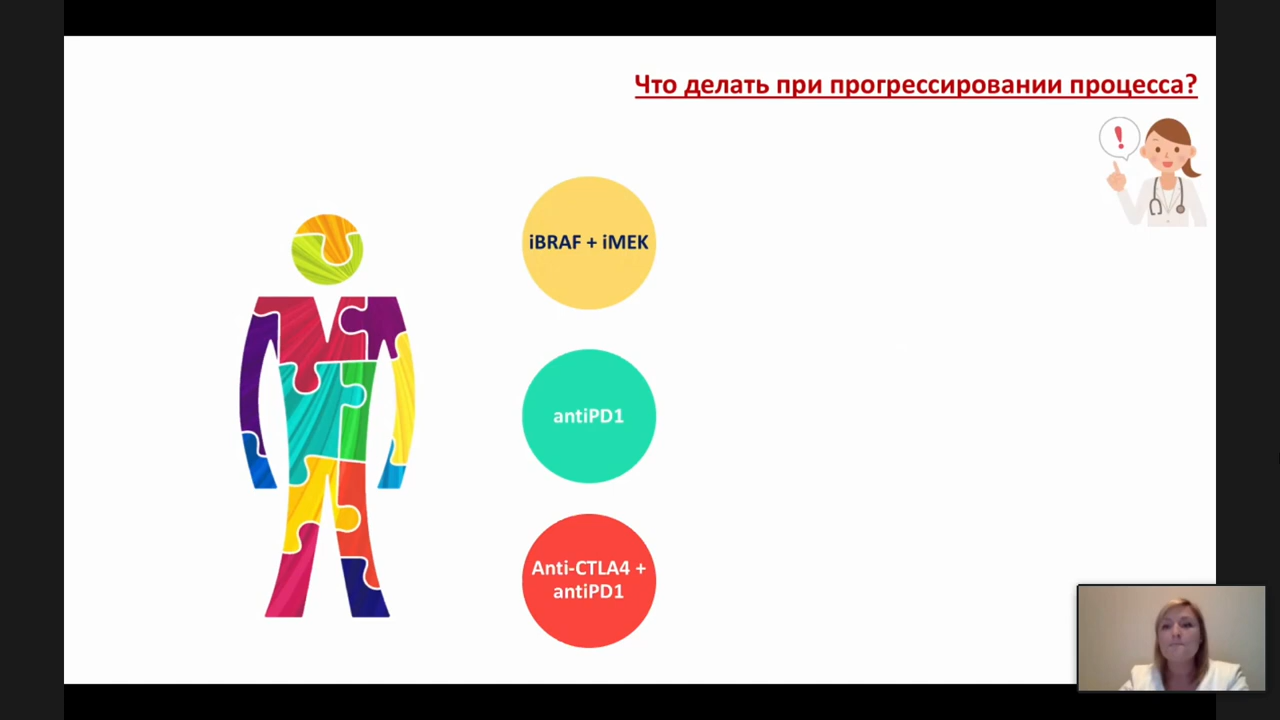 Что делать при прогрессировании процесса?
!
iBRAF + iMEK
antiPD1
Anti-CTLA4 +
antiPD1